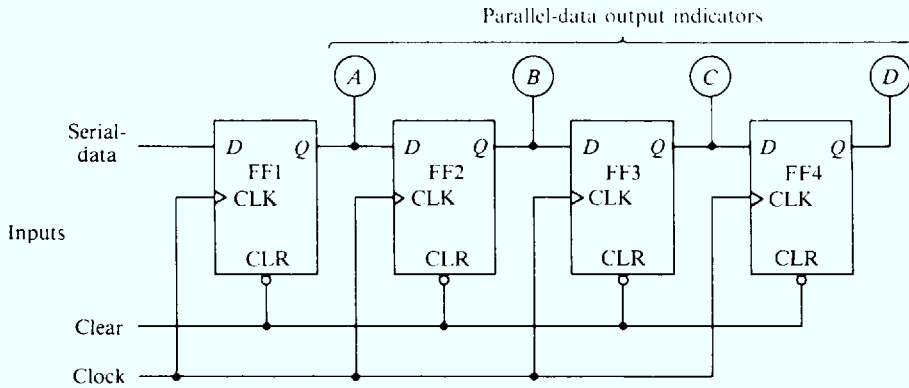 Parallel-data output indicators
A B C D
Serial-
data
D Q D Q D Q D Q
FF1 FF2 FF3 FF4
CLK CLK CLK CLK
Inputs
CLR CLR CLR CLR
Clear
Clock